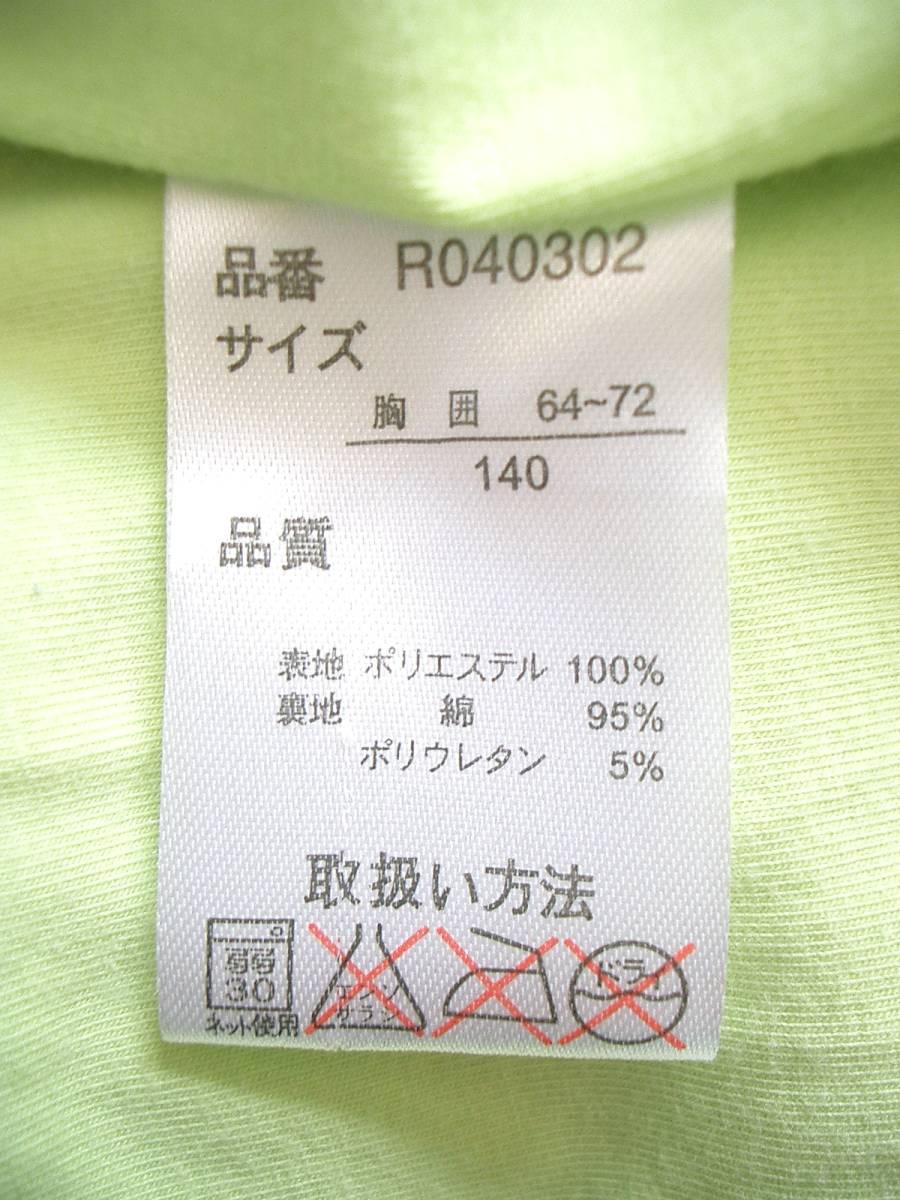 品番 R040302
サイズ
胸 囲 64~72
140
品質
表地 ポリエステル 100%
裏地 綿 95%
ポリウレタン 5%
取扱い方法
弱
30
エンソ
サラシ
ドライ
ネット使用